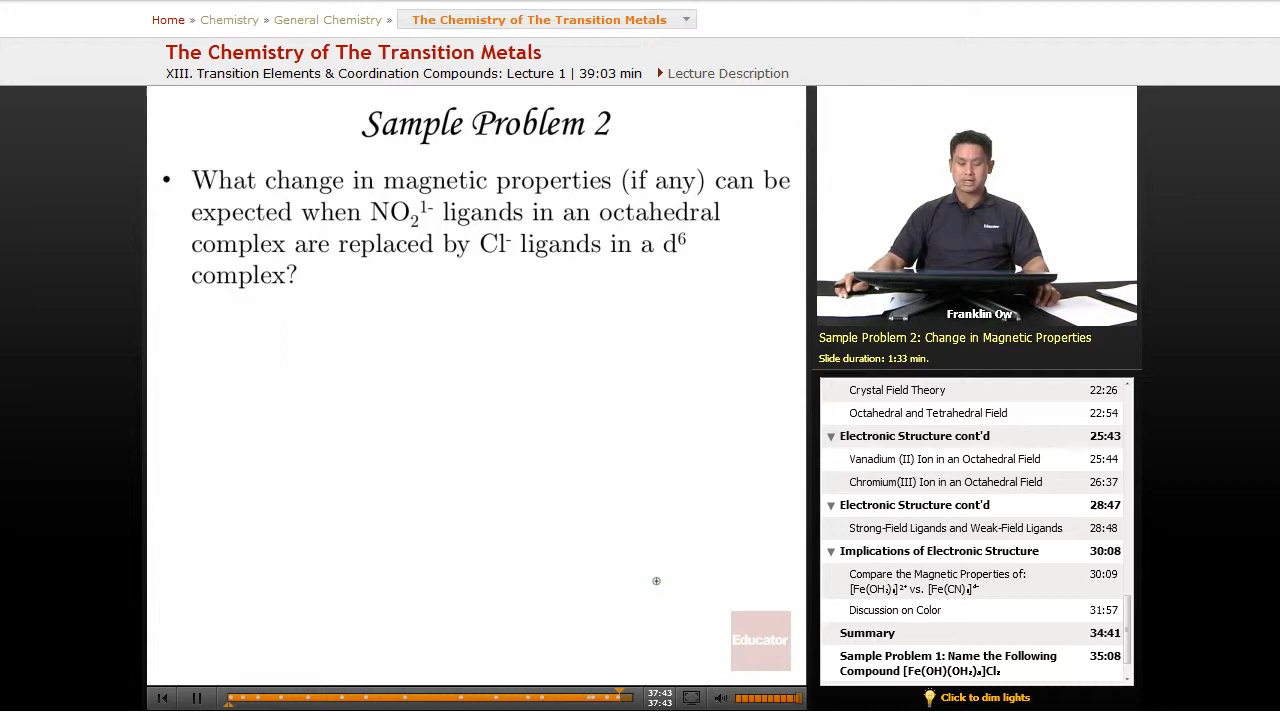 Home » Chemistry » General Chemistry » The Chemistry of The Transition Metals
The Chemistry of The Transition Metals
XIII. Transition Elements & Coordination Compounds: Lecture 1 | 39:03 min Lecture Description
Sample Problem 2
• What change in magnetic properties (if any) can be
expected when NO₂¹⁻ ligands in an octahedral
complex are replaced by Cl⁻ ligands in a d⁶
complex?
Educator
37:43
37:43
Educator
Franklin Ow
Sample Problem 2: Change in Magnetic Properties
Slide duration: 1:33 min.
Crystal Field Theory 22:26
Octahedral and Tetrahedral Field 22:54
Electronic Structure cont'd 25:43
Vanadium (II) Ion in an Octahedral Field 25:44
Chromium(III) Ion in an Octahedral Field 26:37
Electronic Structure cont'd 28:47
Strong-Field Ligands and Weak-Field Ligands 28:48
Implications of Electronic Structure 30:08
Compare the Magnetic Properties of: 30:09
vs.
Discussion on Color 31:57
Summary 34:41
Sample Problem 1: Name the Following 35:08
Compound
Click to dim lights